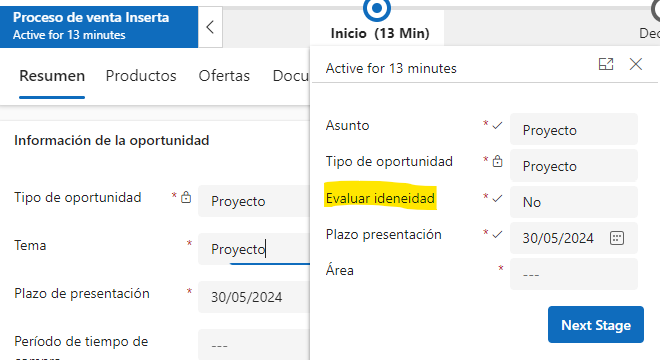 Proceso de venta Inserta
Active for 13 minutes
Inicio (13 Min)
Dec
Resumen Productos Ofertas Docu
Active for 13 minutes
Información de la oportunidad
Asunto * Proyecto
Tipo de oportunidad * Proyecto
Evaluar ideneidad * No
Plazo presentación * 30/05/2024
Área * ---
Next Stage
Tipo de oportunidad * Proyecto
Tema * Proyecto
Plazo de presentación * 30/05/2024
Período de tiempo de ---